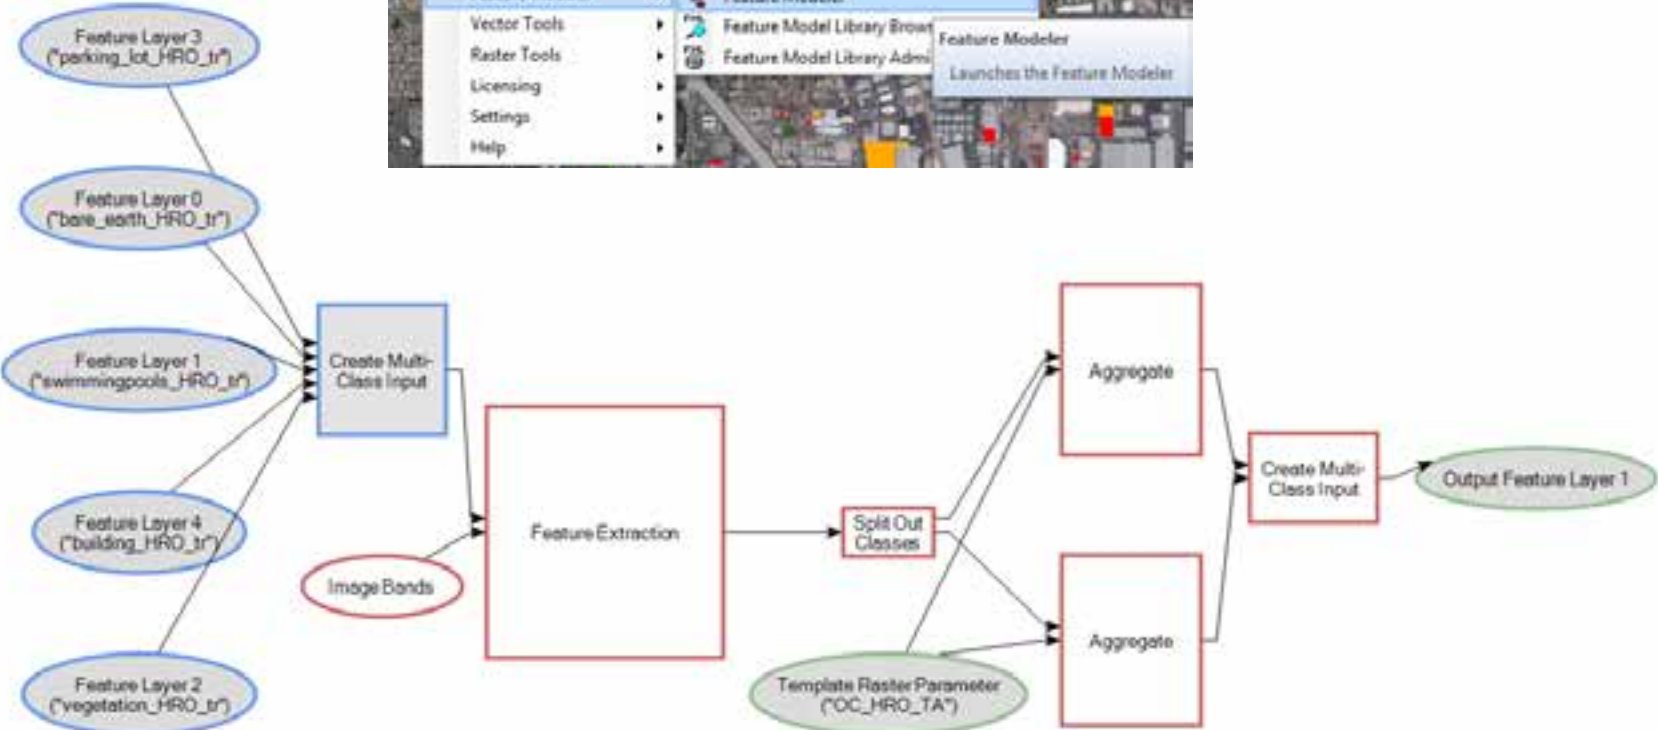 Feature Modeler
Vector Tools
Feature Model Library
Raster Tools
Feature Model Library
Feature Modeler
Launches the Feature Modeler
Licensing
Settings
Help
Feature Layer 3
("parking_lot_HRO_tr")
Feature Layer 0
("bare_earth_HRO_tr")
Feature Layer 1
("swimmingpools_HRO_tr")
Feature Layer 4
("building_HRO_tr")
Feature Layer 2
("vegetation_HRO_tr")
Create Multi-
Class Input
Image Bands
Feature Extraction
Split Out
Classes
Template Raster Parameter
("OC_HRO_TA")
Aggregate
Aggregate
Create Multi-
Class Input
Output Feature Layer 1